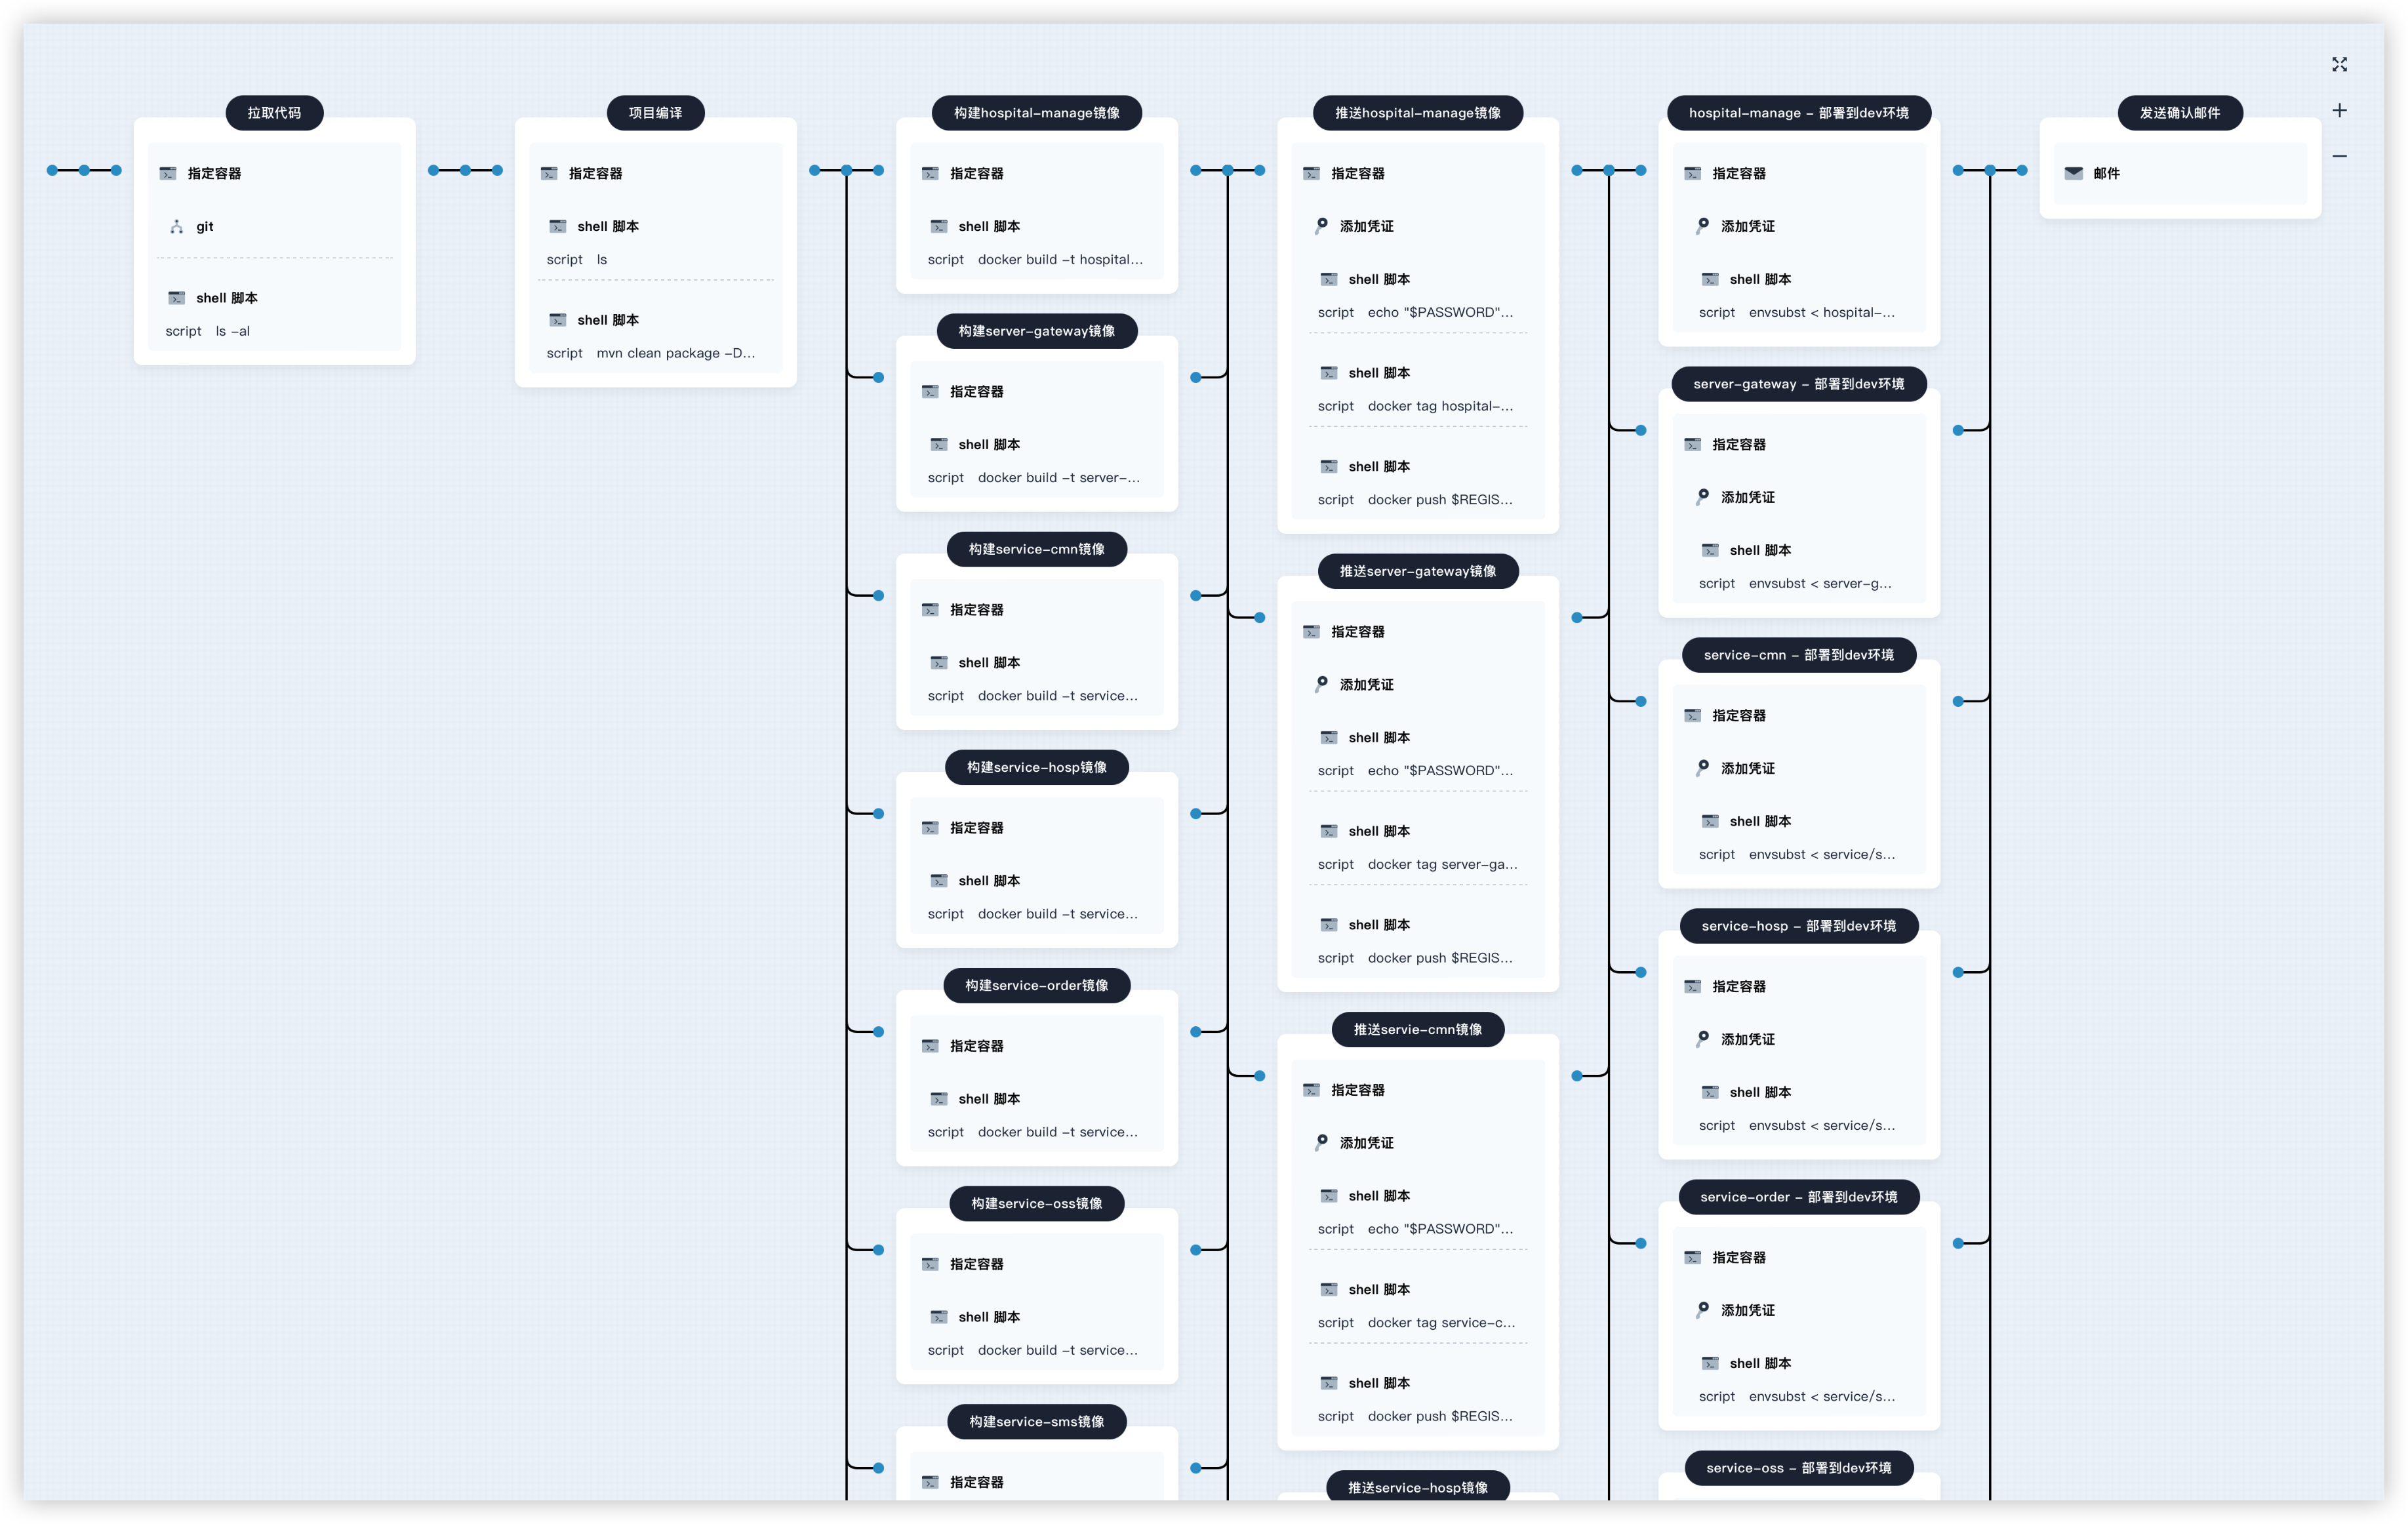 拉取代码
指定容器
git
shell 脚本
script ls -al
项目编译
指定容器
shell 脚本
script ls
shell 脚本
script mvn clean package -D...
构建hospital-manage镜像
指定容器
shell 脚本
script docker build -t hospital...
构建server-gateway镜像
指定容器
shell 脚本
script docker build -t server-...
构建service-cmn镜像
指定容器
shell 脚本
script docker build -t service...
构建service-hosp镜像
指定容器
shell 脚本
script docker build -t service...
构建service-order镜像
指定容器
shell 脚本
script docker build -t service...
构建service-oss镜像
指定容器
shell 脚本
script docker build -t service...
构建service-sms镜像
指定容器
推送hospital-manage镜像
指定容器
添加凭证
shell 脚本
script echo "$PASSWORD"...
shell 脚本
script docker tag hospital-...
shell 脚本
script docker push $REGIS...
推送server-gateway镜像
指定容器
添加凭证
shell 脚本
script echo "$PASSWORD"...
shell 脚本
script docker tag server-ga...
shell 脚本
script docker push $REGIS...
推送servie-cmn镜像
指定容器
添加凭证
shell 脚本
script echo "$PASSWORD"...
shell 脚本
script docker tag service-c...
shell 脚本
script docker push $REGIS...
推送service-hosp镜像
hospital-manage - 部署到dev环境
指定容器
添加凭证
shell 脚本
script envsubst < hospital-...
server-gateway - 部署到dev环境
指定容器
添加凭证
shell 脚本
script envsubst < server-g...
service-cmn - 部署到dev环境
指定容器
添加凭证
shell 脚本
script envsubst < service/s...
service-hosp - 部署到dev环境
指定容器
添加凭证
shell 脚本
script envsubst < service/s...
service-order - 部署到dev环境
指定容器
添加凭证
shell 脚本
script envsubst < service/s...
service-oss - 部署到dev环境
发送确认邮件
邮件